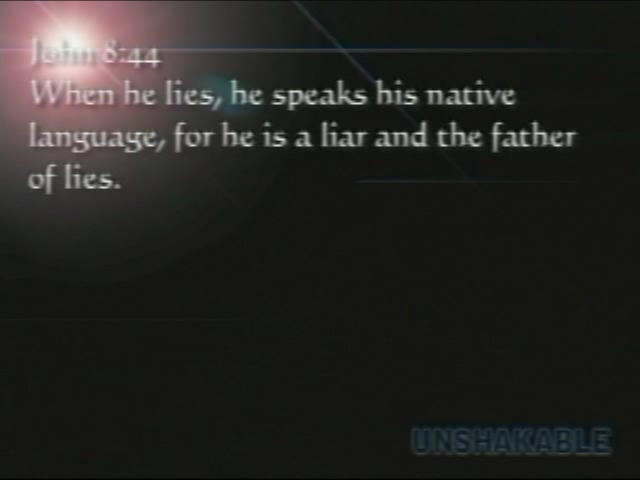 John 8:44
When he lies, he speaks his native
language, for he is a liar and the father
of lies.
UNSHAKABLE